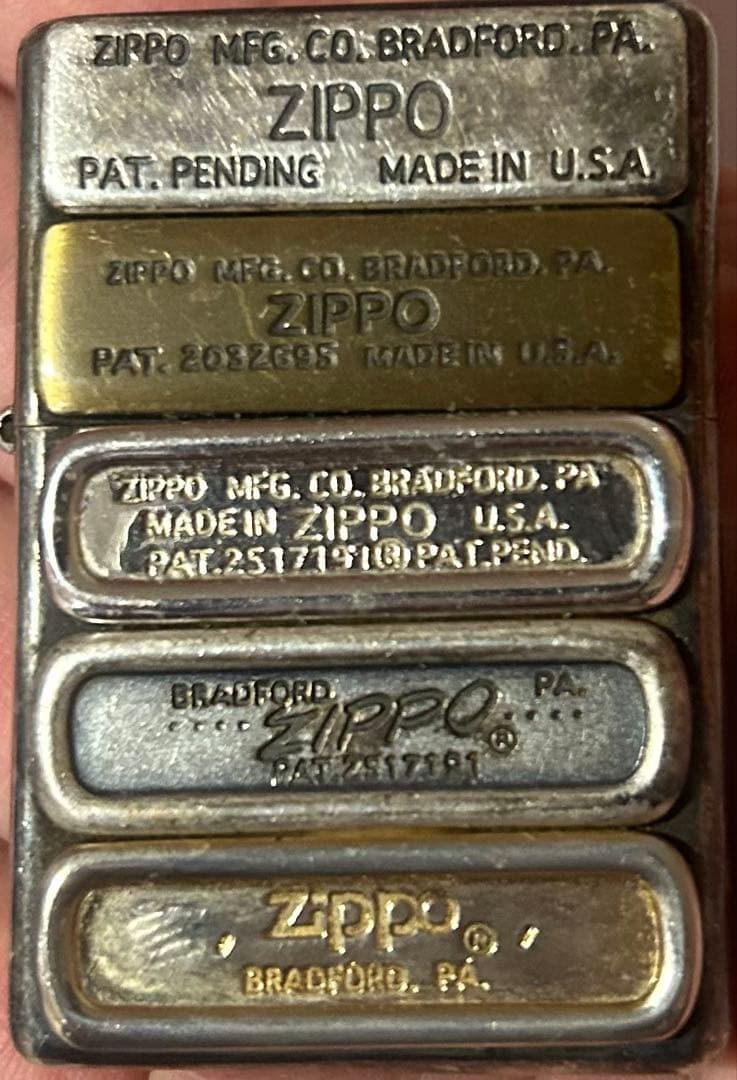 ZIPPO MFG. CO. BRADFORD. PA.
ZIPPO
PAT. PENDING MADE IN U.S.A.
ZIPPO MFG. CO. BRADFORD. PA.
ZIPPO
PAT. 2032695 MADE IN U.S.A.
ZIPPO MFG. CO. BRADFORD. PA
MADE IN ZIPPO U.S.A.
PAT.2517191® PAT.PEND.
BRADFORD. PA.
.... ZIPPO® ....
PAT.2517191
Zippo®
BRADFORD, PA.